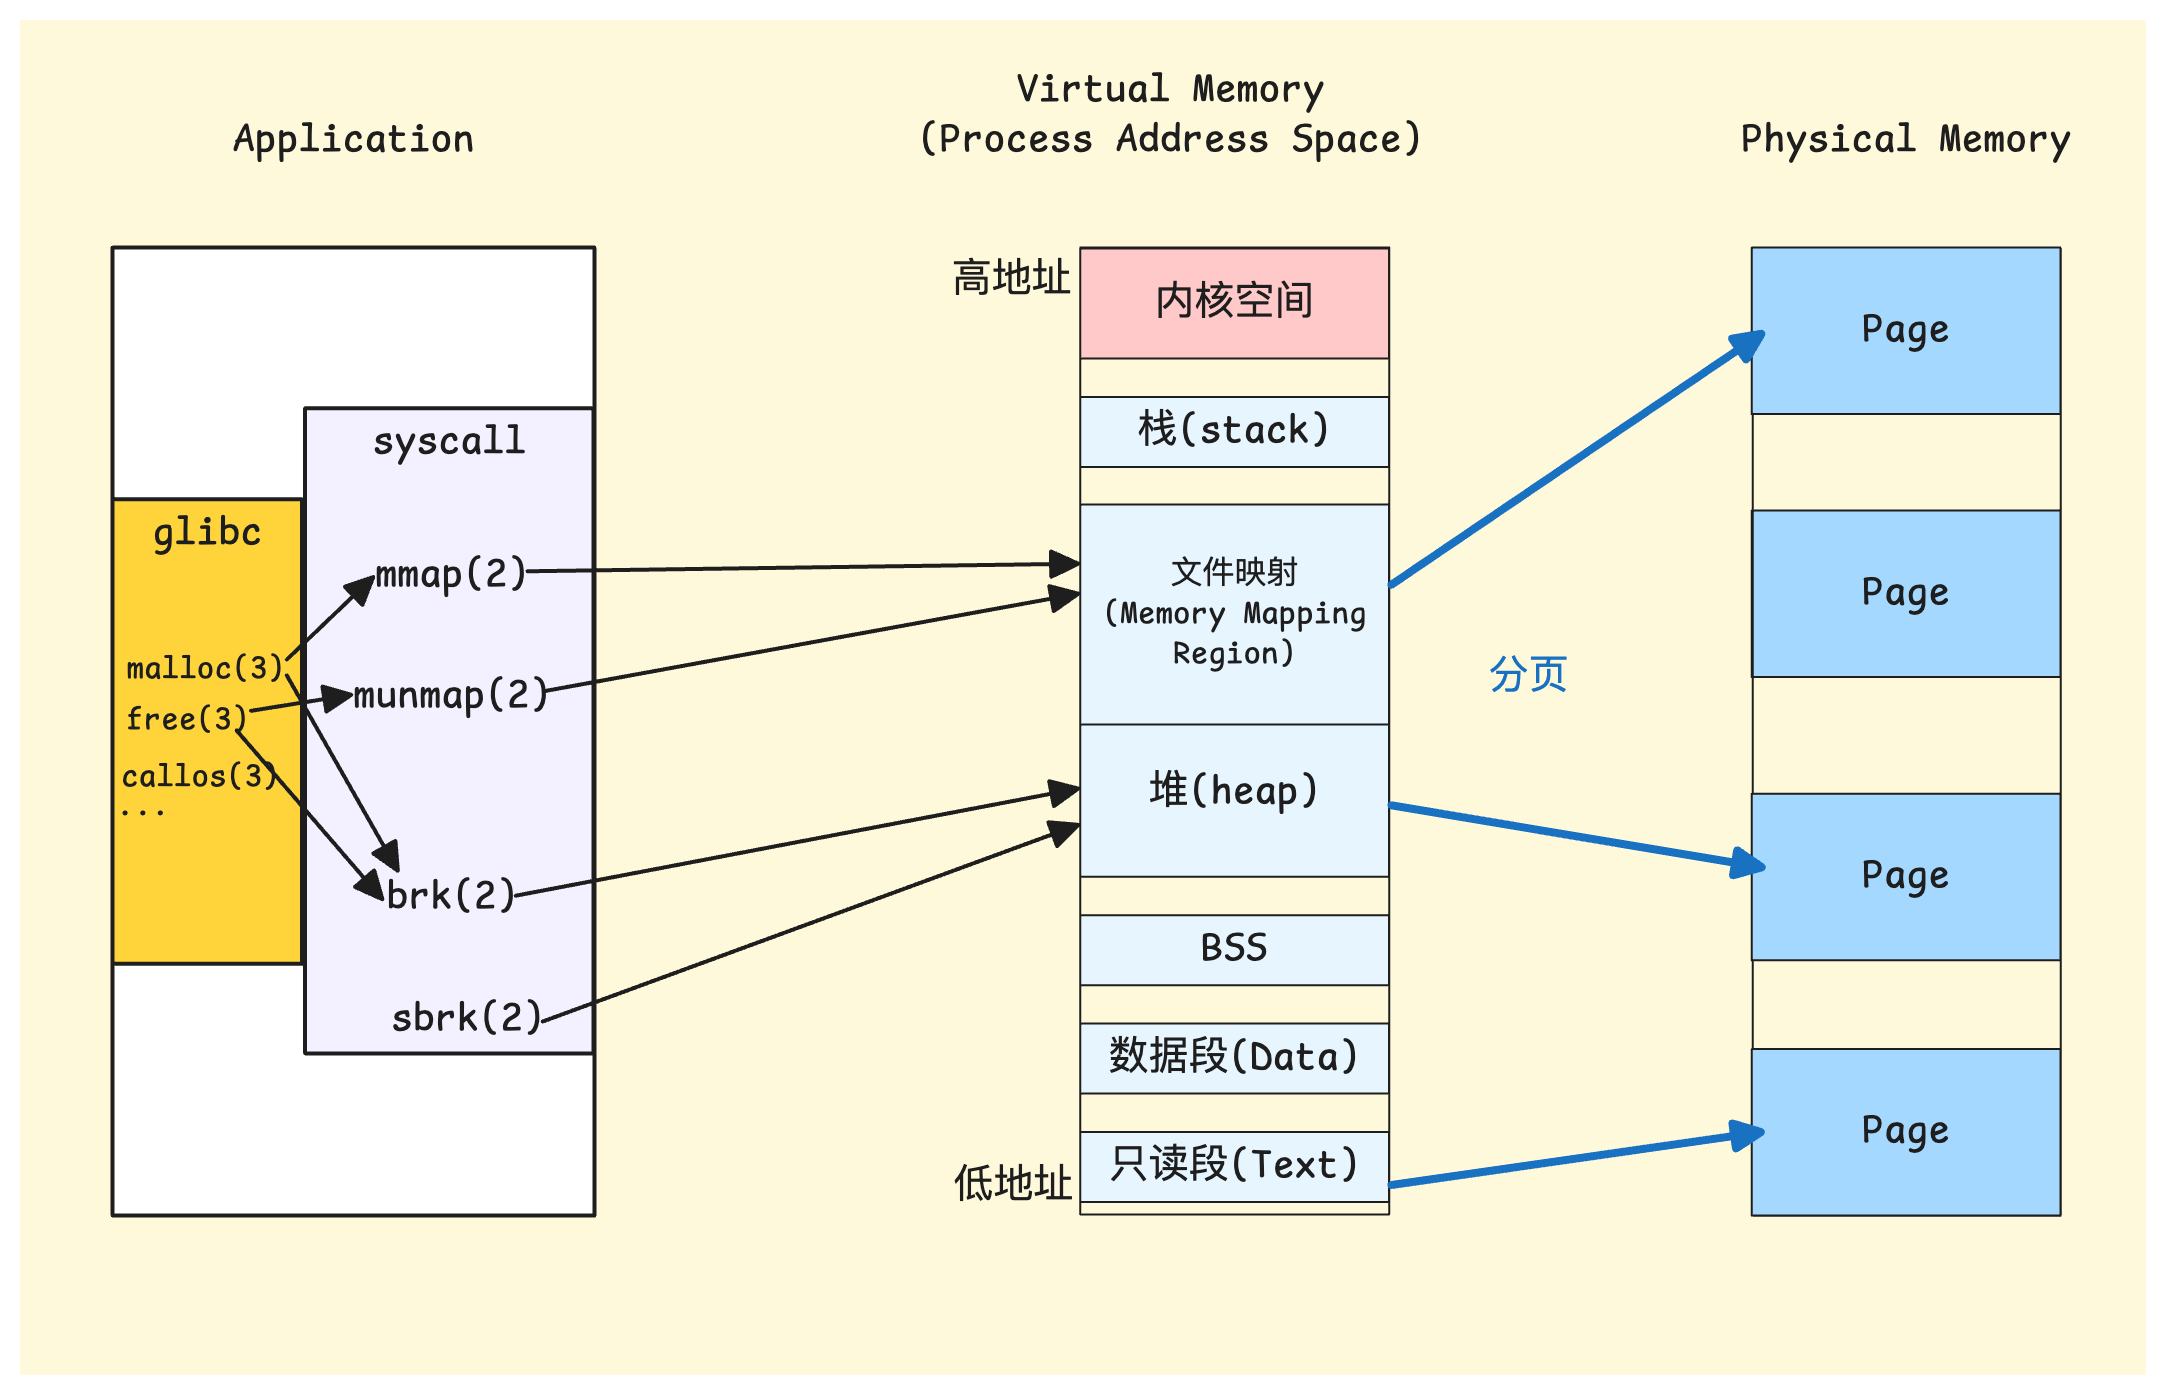 Application
Virtual Memory
(Process Address Space)
Physical Memory
syscall
glibc
mmap(2)
malloc(3)
munmap(2)
free(3)
callos(3)
...
brk(2)
sbrk(2)
高地址
内核空间
栈(stack)
文件映射
(Memory Mapping
Region)
堆(heap)
BSS
数据段(Data)
只读段(Text)
低地址
分页
Page
Page
Page
Page